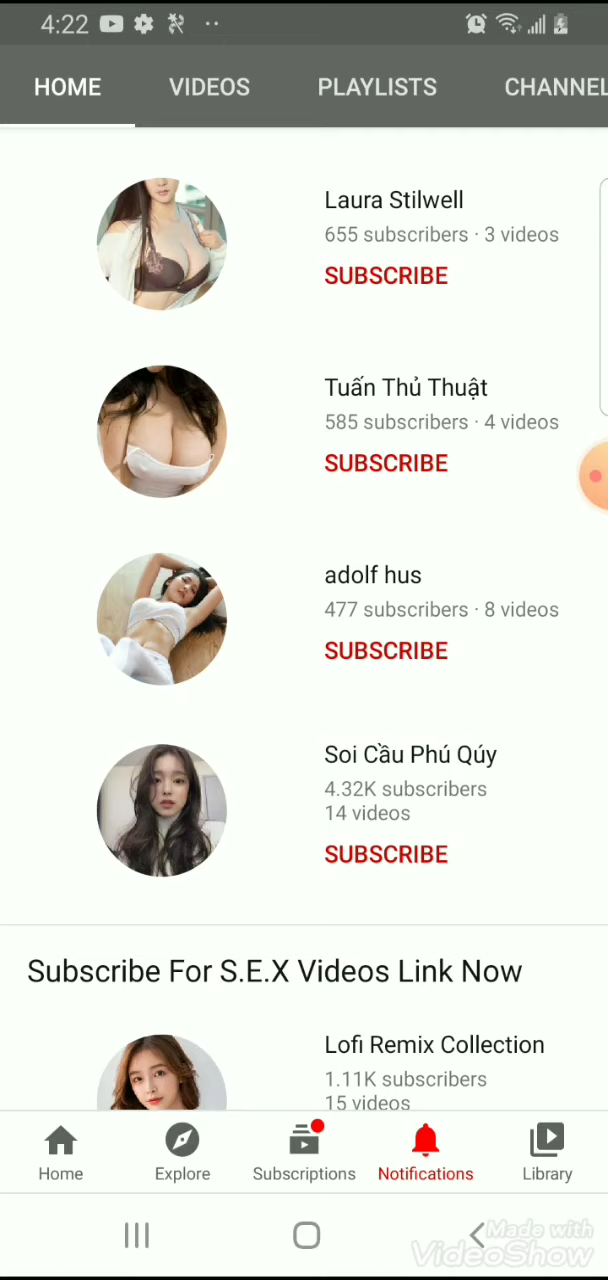 4:22
HOME VIDEOS PLAYLISTS CHANNEL
Laura Stilwell
655 subscribers · 3 videos
SUBSCRIBE
Tuấn Thủ Thuật
585 subscribers · 4 videos
SUBSCRIBE
adolf hus
477 subscribers · 8 videos
SUBSCRIBE
Soi Cầu Phú Qúy
4.32K subscribers
14 videos
SUBSCRIBE
Subscribe For S.E.X Videos Link Now
Lofi Remix Collection
1.11K subscribers
15 videos
Home Explore Subscriptions Notifications Library
Made with
VideoShow